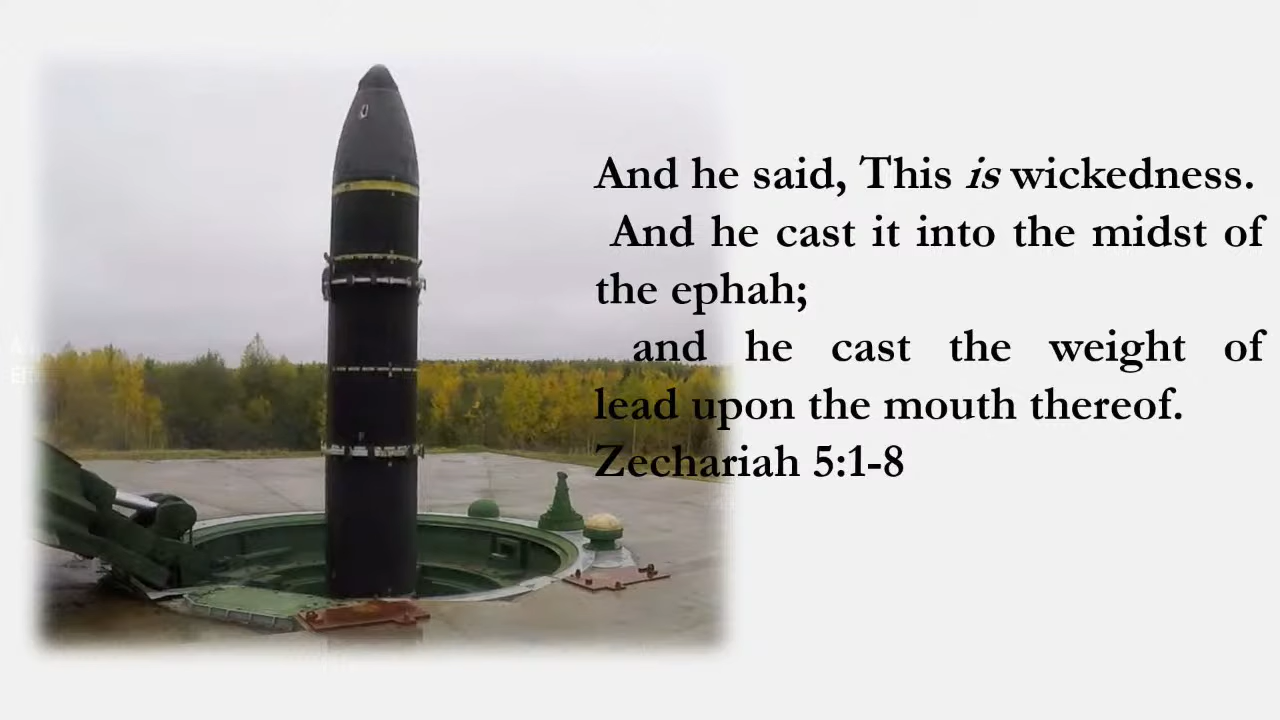 And he said, This is wickedness.
And he cast it into the midst of
the ephah;
and he cast the weight of
lead upon the mouth thereof.
Zechariah 5:1-8